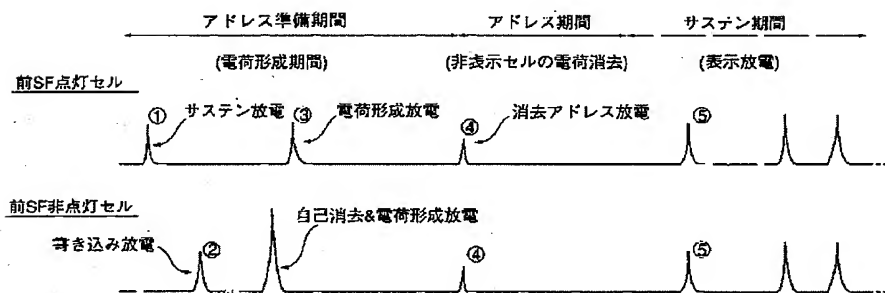 アドレス準備期間 アドレス期間 サステン期間
(電荷形成期間) (非表示セルの電荷消去) (表示放電)
前SF点灯セル
① サステン放電 ③ 電荷形成放電 ④ 消去アドレス放電 ⑤
前SF非点灯セル
書き込み放電 ② 自己消去&電荷形成放電 ④ ⑤